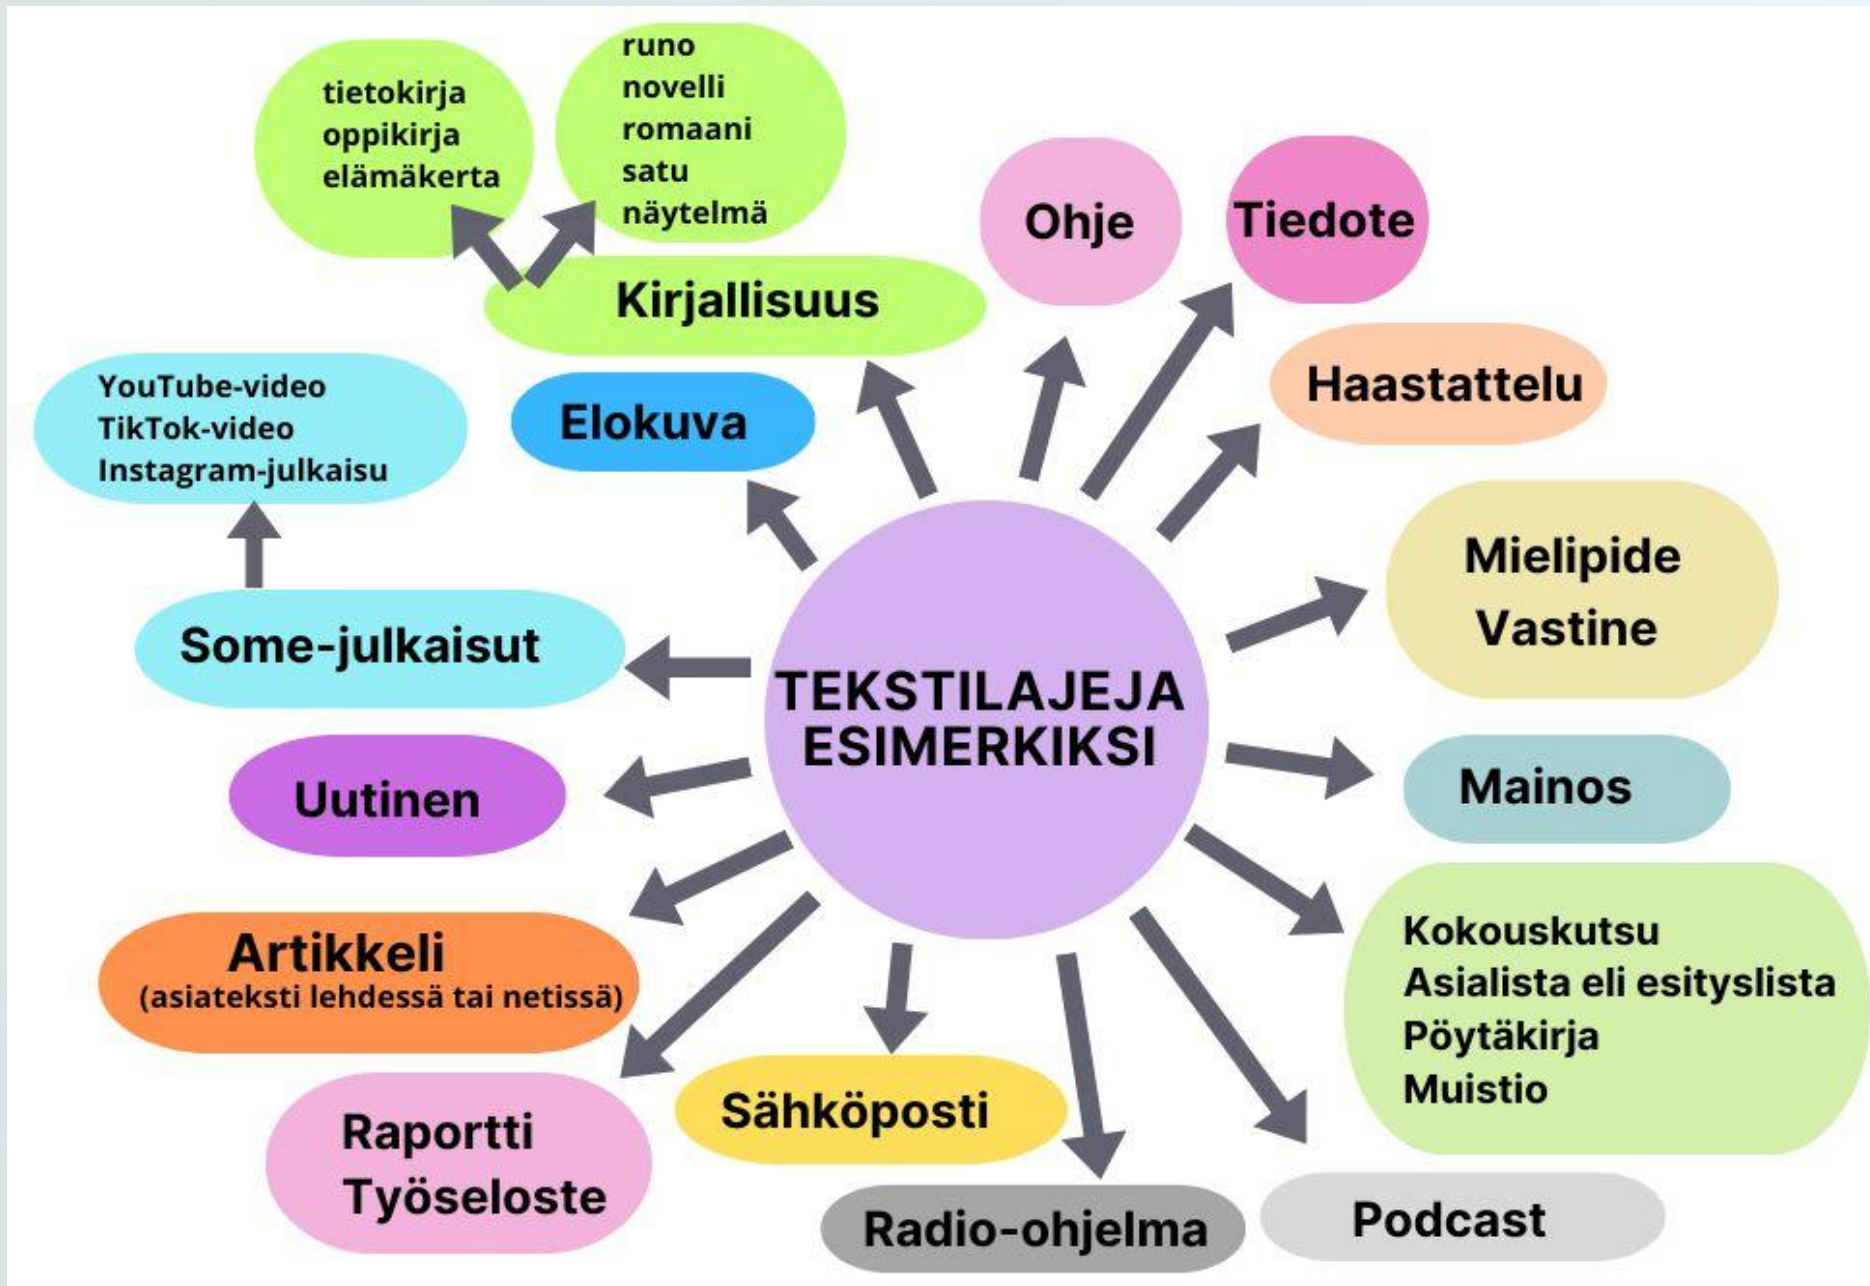 runo
novelli
romaani
satu
näytelmä
tietokirja
oppikirja
elämäkerta
Kirjallisuus
Ohje
Tiedote
Haastattelu
Elokuva
YouTube-video
TikTok-video
Instagram-julkaisu
Some-julkaisut
Mielipide
Vastine
TEKSTILAJEJA
ESIMERKIKSI
Uutinen
Mainos
Artikkeli
(asiateksti lehdessä tai netissä)
Kokouskutsu
Asialista eli esityslista
Pöytäkirja
Muistio
Raportti
Työseloste
Sähköposti
Radio-ohjelma
Podcast